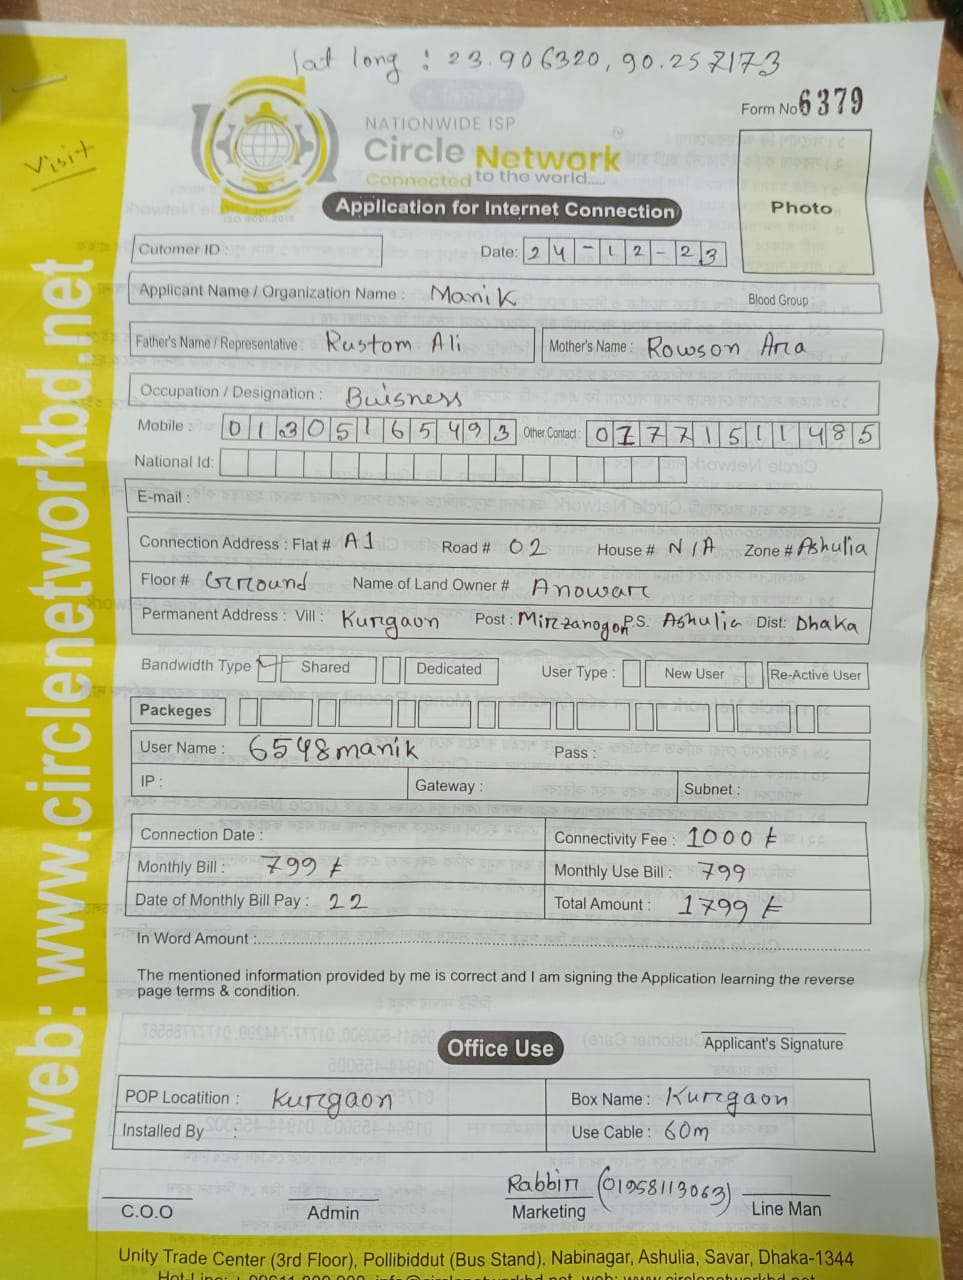 lat long : 23.906320, 90.257173
Form No 6379
Visit
NATIONWIDE ISP
Circle Network
Connected to the world.....
ISO 9001:2015
Application for Internet Connection
Photo
Cutomer ID :
Date: 24-12-23
Applicant Name / Organization Name : Manik
Blood Group :
Father's Name / Representative : Rustom Ali
Mother's Name : Rowson Ara
Occupation / Designation : Buisness
Mobile : 01305165493 Other Contact : 01771511485
National Id:
E-mail :
Connection Address : Flat # A1 Road # 02 House # N/A Zone # Ashulia
Floor # Grround Name of Land Owner # Anowar
Permanent Address : Vill : Kurgaon Post : Mirzanogor P.S. Ashulia Dist: Dhaka
Bandwidth Type Shared Dedicated User Type : New User Re-Active User
Packeges
User Name : 6548manik Pass :
IP : Gateway : Subnet :
Connection Date : Connectivity Fee : 1000 ৳
Monthly Bill : 799 ৳ Monthly Use Bill : 799
Date of Monthly Bill Pay : 22 Total Amount : 1799 ৳
In Word Amount :
The mentioned information provided by me is correct and I am signing the Application learning the reverse
page terms & condition.
Office Use
Applicant's Signature
POP Locatition : Kurgaon Box Name : Kurgaon
Installed By : Use Cable : 60m
Rabbir (01958113063)
C.O.O Admin Marketing Line Man
Unity Trade Center (3rd Floor), Pollibiddut (Bus Stand), Nabinagar, Ashulia, Savar, Dhaka-1344
web: www.circlenetworkbd.net